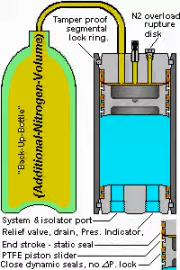 Tamper proof
segmental
lock ring.
N2 overload
rupture
disk
"Back-Up-Bottle"
(Additional-Nitrogen-Volume)
System & isolator port
Relief valve, drain, Pres. Indicator,
End stroke - static seal
PTFE piston slider
Close dynamic seals, no ⊿P. lock